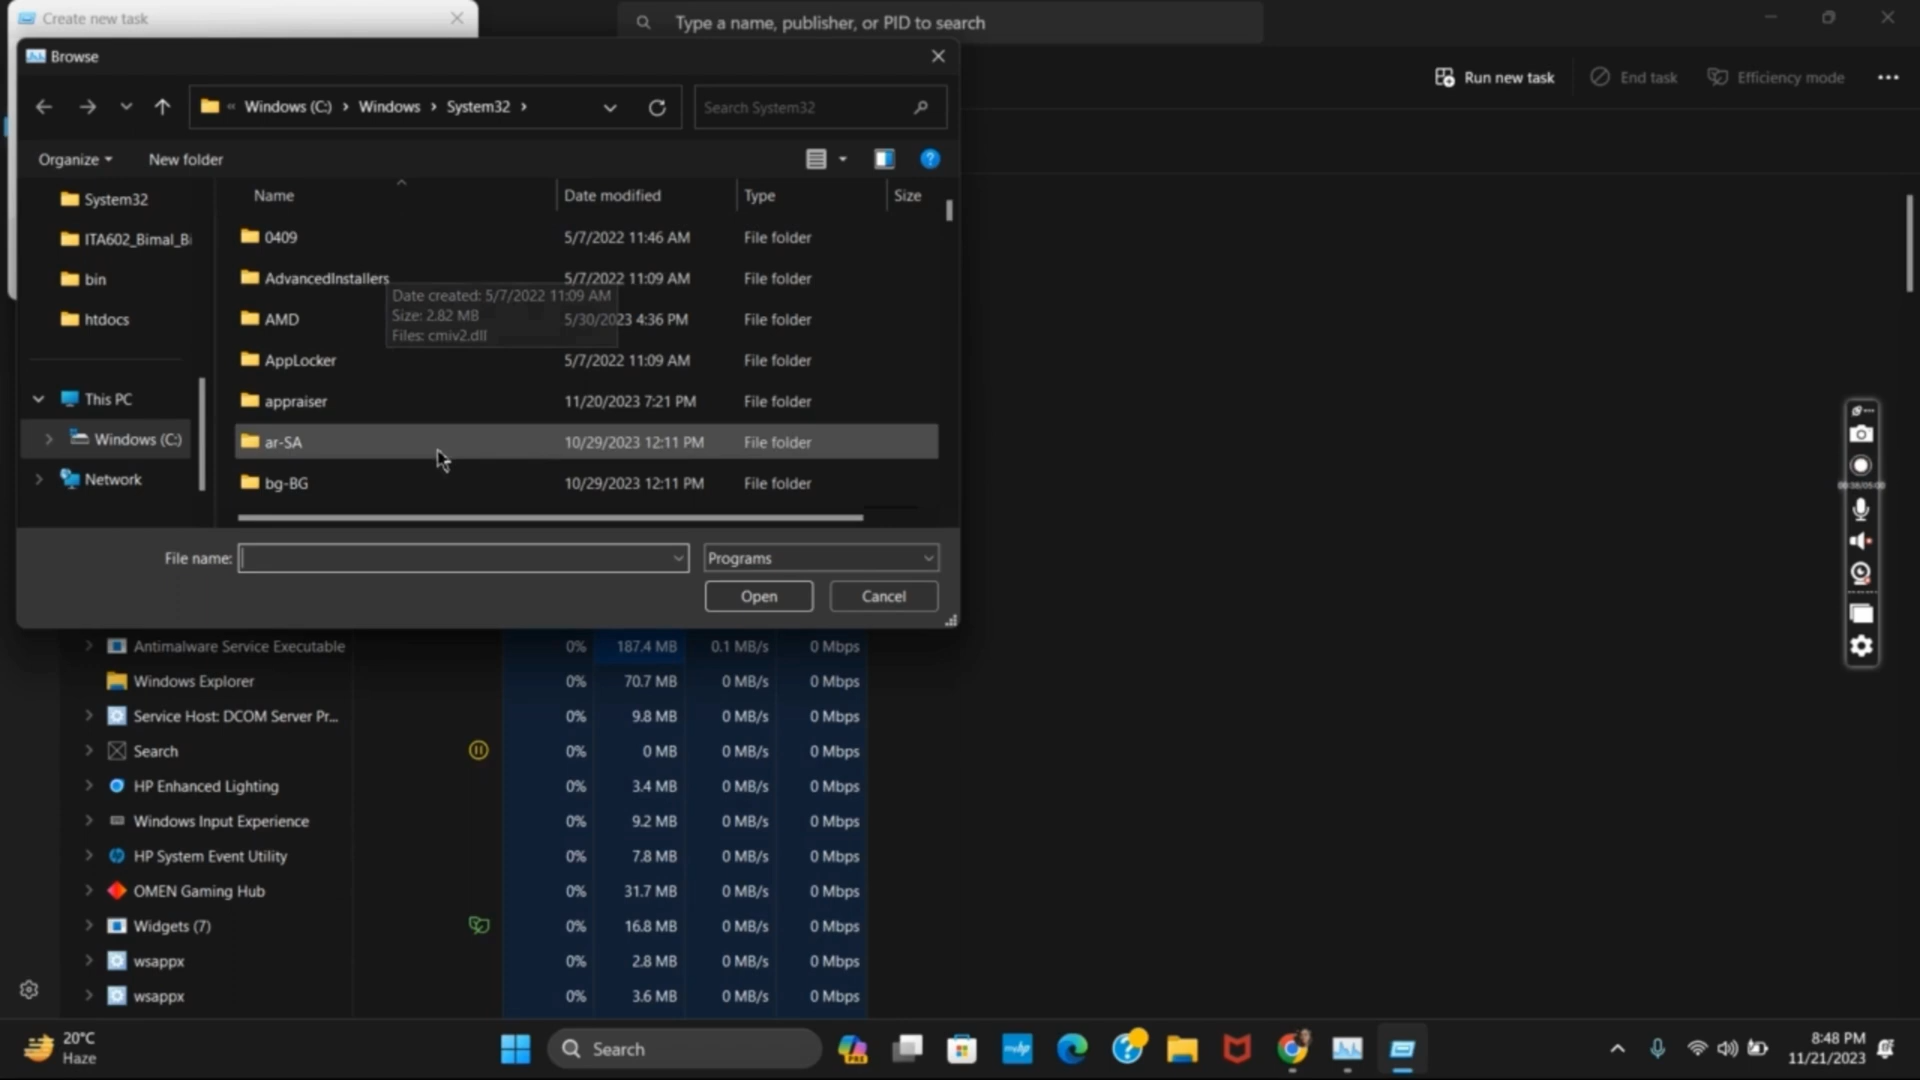 Create new task
Type a name, publisher, or PID to search
Browse
Run new task
End task
Efficiency mode
« Windows (C:) › Windows › System32 ›
Search System32
Organize
New folder
Name
Date modified
Type
Size
System32
ITA602_Bimal_Bi
bin
htdocs
This PC
Windows (C:)
Network
0409 5/7/2022 11:46 AM File folder
AdvancedInstallers 5/7/2022 11:09 AM File folder
Date created: 5/7/2022 11:09 AM
Size: 2.82 MB
Files: cmiv2.dll
AMD 5/30/2023 4:36 PM File folder
AppLocker 5/7/2022 11:09 AM File folder
appraiser 11/20/2023 7:21 PM File folder
ar-SA 10/29/2023 12:11 PM File folder
bg-BG 10/29/2023 12:11 PM File folder
File name:
Programs
Open
Cancel
Antimalware Service Executable 0% 187.4 MB 0.1 MB/s 0 Mbps
Windows Explorer 0% 70.7 MB 0 MB/s 0 Mbps
Service Host: DCOM Server Pr... 0% 9.8 MB 0 MB/s 0 Mbps
Search 0% 0 MB 0 MB/s 0 Mbps
HP Enhanced Lighting 0% 3.4 MB 0 MB/s 0 Mbps
Windows Input Experience 0% 9.2 MB 0 MB/s 0 Mbps
HP System Event Utility 0% 7.8 MB 0 MB/s 0 Mbps
OMEN Gaming Hub 0% 31.7 MB 0 MB/s 0 Mbps
Widgets (7) 0% 16.8 MB 0 MB/s 0 Mbps
wsappx 0% 2.8 MB 0 MB/s 0 Mbps
wsappx 0% 3.6 MB 0 MB/s 0 Mbps
20°C
Haze
Search
PRE
8:48 PM
11/21/2023